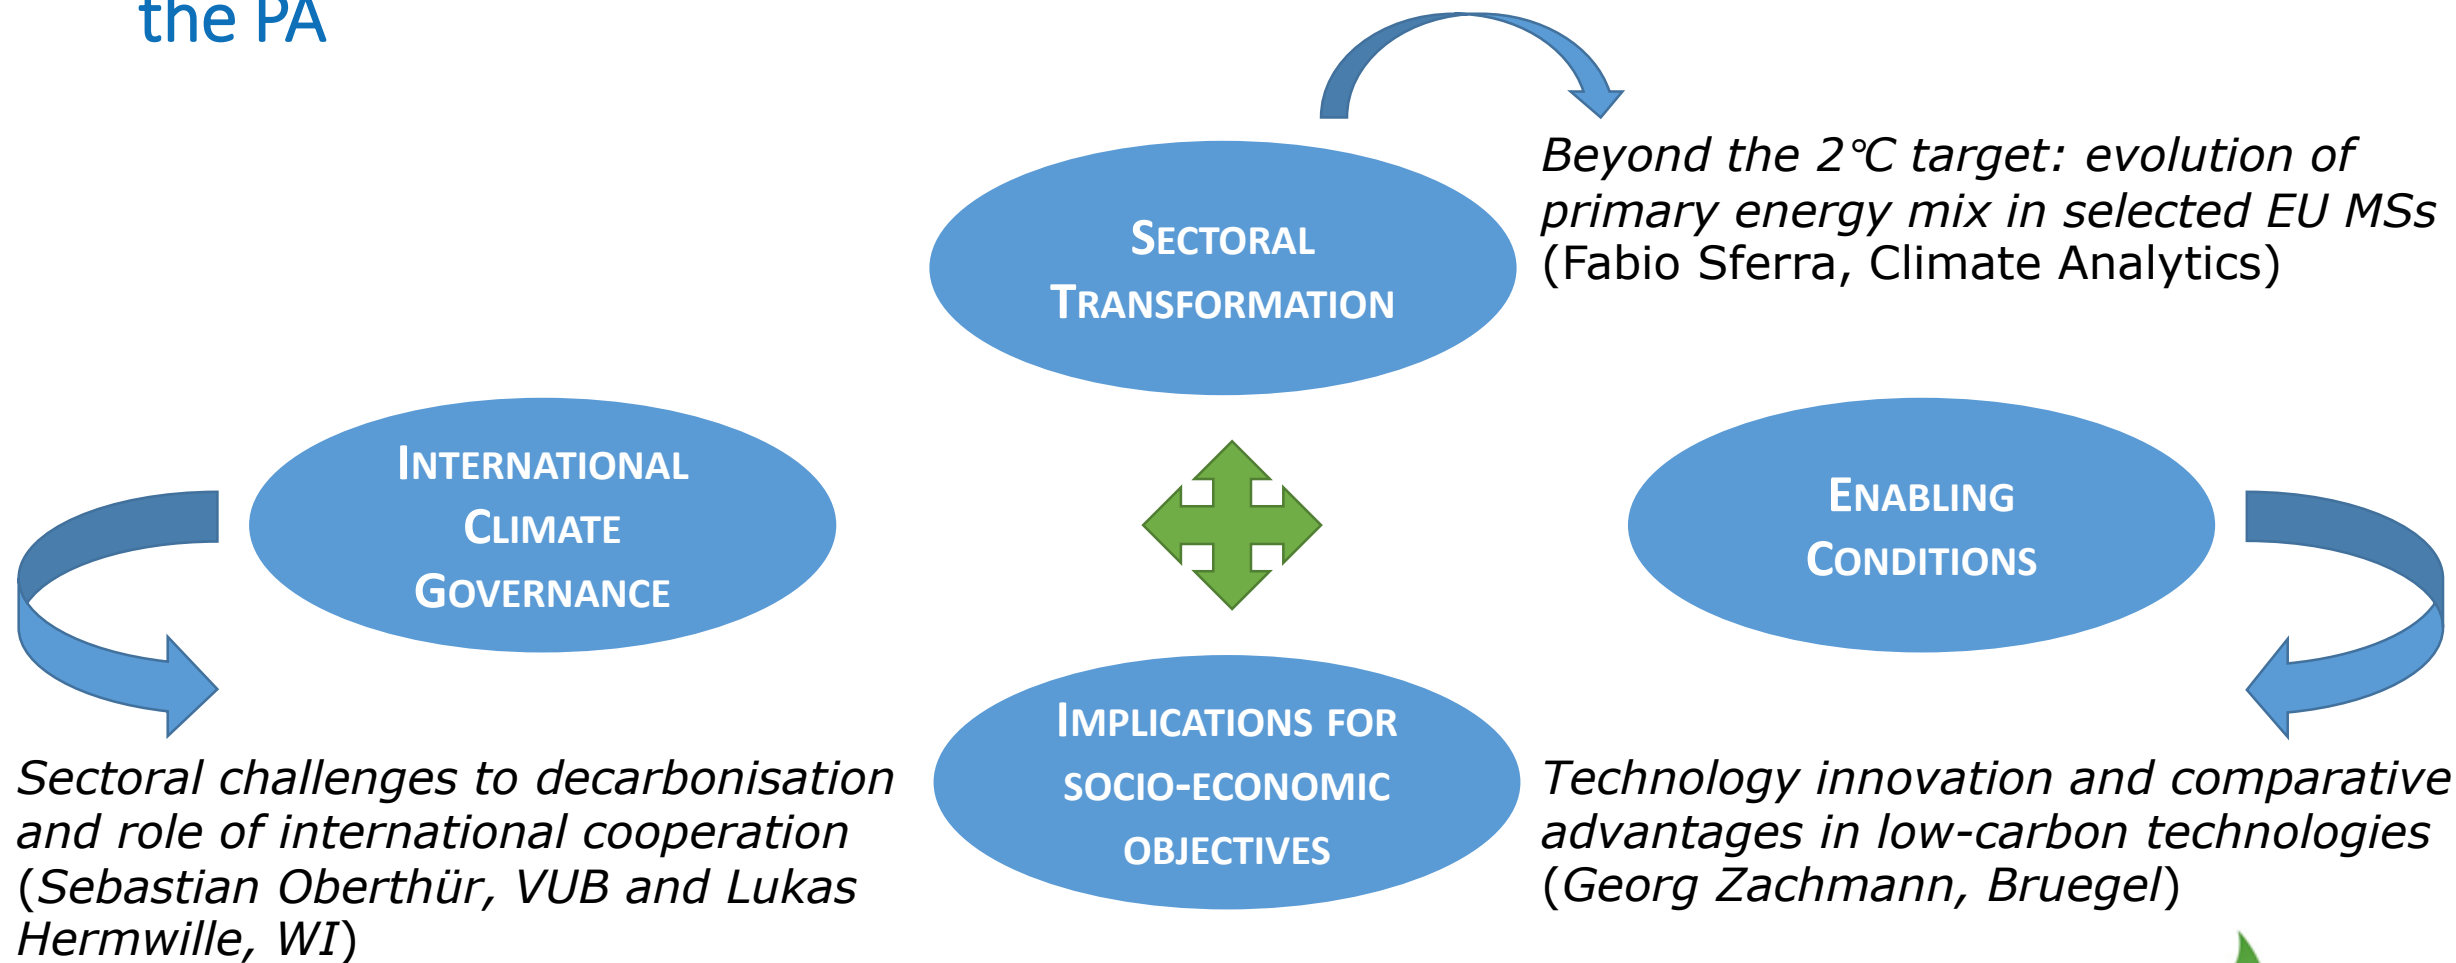 the PA
SECTORAL
TRANSFORMATION
Beyond the 2°C target: evolution of
primary energy mix in selected EU MSs
(Fabio Sferra, Climate Analytics)
INTERNATIONAL
CLIMATE
GOVERNANCE
ENABLING
CONDITIONS
IMPLICATIONS FOR
SOCIO-ECONOMIC
OBJECTIVES
Sectoral challenges to decarbonisation
and role of international cooperation
(Sebastian Oberthür, VUB and Lukas
Hermwille, WI)
Technology innovation and comparative
advantages in low-carbon technologies
(Georg Zachmann, Bruegel)